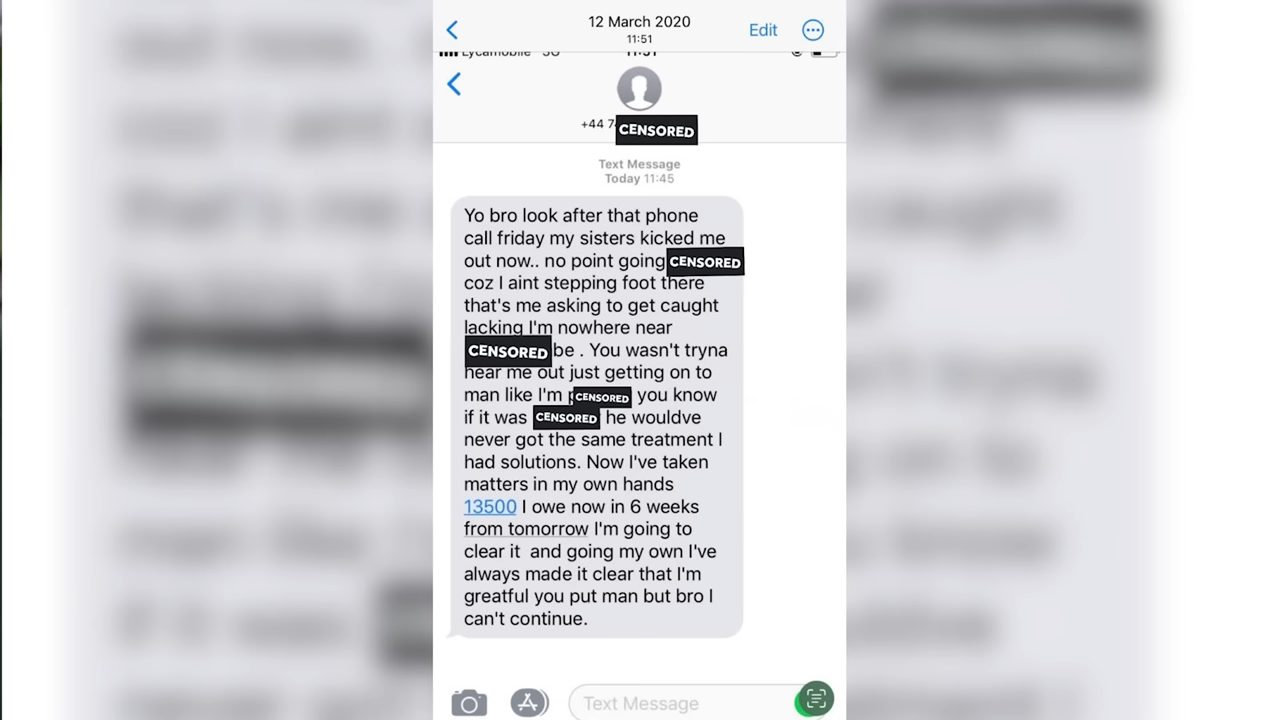 12 March 2020
11:51
Edit
Lycamobile 3G
11:51
+44 7 CENSORED
Text Message
Today 11:45
Yo bro look after that phone
call friday my sisters kicked me
out now.. no point going CENSORED
coz I aint stepping foot there
that's me asking to get caught
lacking I'm nowhere near
CENSORED be . You wasn't tryna
hear me out just getting on to
man like I'm p CENSORED you know
if it was CENSORED he wouldve
never got the same treatment I
had solutions. Now I've taken
matters in my own hands
13500 I owe now in 6 weeks
from tomorrow I'm going to
clear it and going my own I've
always made it clear that I'm
greatful you put man but bro I
can't continue.
Text Message